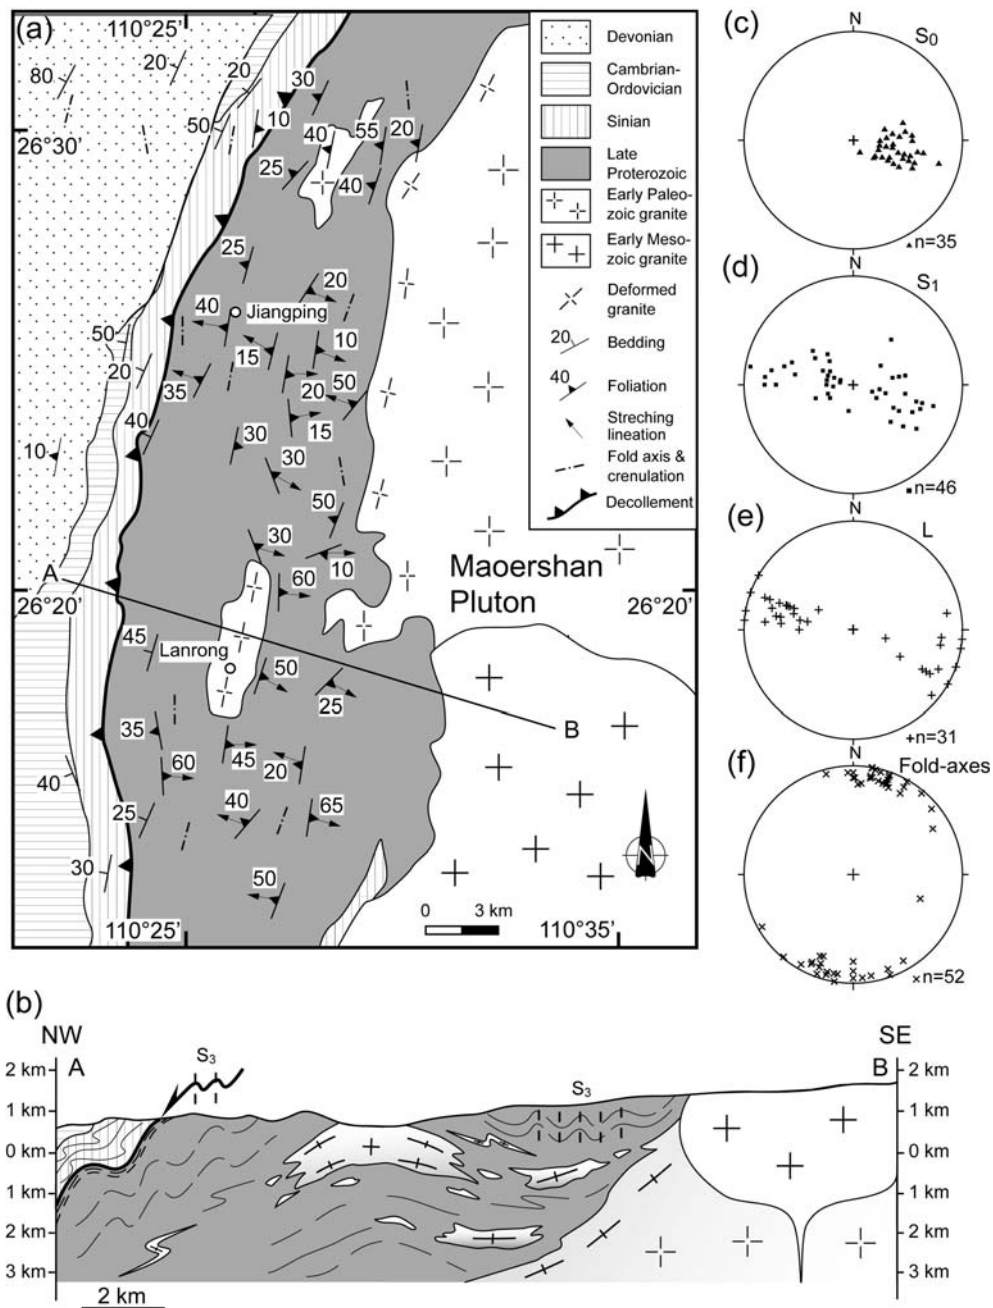 (a)
110°25'
26°30'
80
20
20
50
30
10
40
55
20
25
40
25
20
40
Jiangping
50
15
10
20
35
20
50
15
40
30
30
10
50
30
10
60
A
26°20'
26°20'
Maoershan
Pluton
45
Lanrong
50
25
B
35
60
45
20
40
40
65
25
30
50
110°25'
0
3 km
110°35'
N
Devonian
Cambrian-
Ordovician
Sinian
Late
Proterozoic
Early Paleo-
zoic granite
Early Meso-
zoic granite
Deformed
granite
20
Bedding
40
Foliation
Streching
lineation
Fold axis &
crenulation
Decollement
(c)
N
S₀
n=35
(d)
N
S₁
n=46
(e)
N
L
n=31
(f)
N
Fold-axes
n=52
(b)
NW
SE
A
B
S₃
S₃
2 km
1 km
0 km
1 km
2 km
3 km
2 km
1 km
0 km
1 km
2 km
3 km
2 km